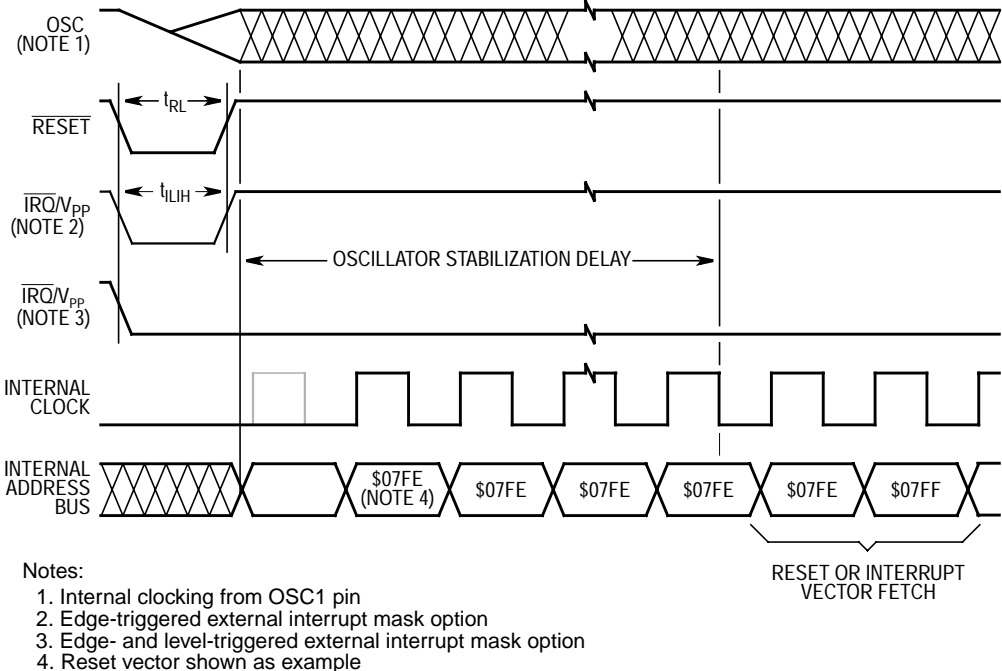 OSC
(NOTE 1)
RESET
tRL
IRQ/VPP
(NOTE 2)
tILIH
OSCILLATOR STABILIZATION DELAY
IRQ/VPP
(NOTE 3)
INTERNAL
CLOCK
INTERNAL
ADDRESS
BUS
$07FE
(NOTE 4)
$07FE
$07FE
$07FE
$07FE
$07FF
RESET OR INTERRUPT
VECTOR FETCH
Notes:
1. Internal clocking from OSC1 pin
2. Edge-triggered external interrupt mask option
3. Edge- and level-triggered external interrupt mask option
4. Reset vector shown as example